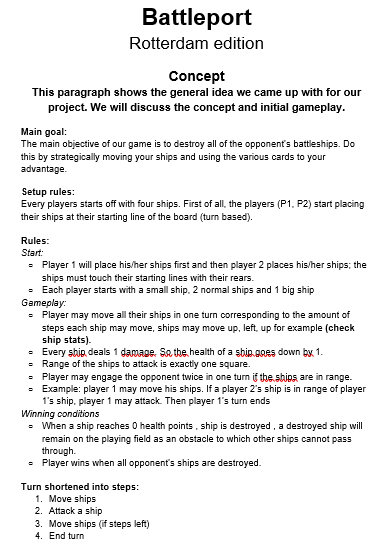 Battleport
Rotterdam edition
Concept
This paragraph shows the general idea we came up with for our
project. We will discuss the concept and initial gameplay.
Main goal:
The main objective of our game is to destroy all of the opponent's battleships. Do
this by strategically moving your ships and using the various cards to your
advantage.
Setup rules:
Every players starts off with four ships. First of all, the players (P1, P2) start placing
their ships at their starting line of the board (turn based).
Rules:
Start:
Player 1 will place his/her ships first and then player 2 places his/her ships; the
ships must touch their starting lines with their rears.
Each player starts with a small ship, 2 normal ships and 1 big ship
Gameplay:
Player may move all their ships in one turn corresponding to the amount of
steps each ship may move, ships may move up, left, up for example (check
ship stats).
Every ship deals 1 damage. So the health of a ship goes down by 1.
Range of the ships to attack is exactly one square.
Player may engage the opponent twice in one turn if the ships are in range.
Example: player 1 may move his ships. If a player 2's ship is in range of player
1's ship, player 1 may attack. Then player 1's turn ends
Winning conditions
When a ship reaches 0 health points , ship is destroyed , a destroyed ship will
remain on the playing field as an obstacle to which other ships cannot pass
through.
Player wins when all opponent's ships are destroyed.
Turn shortened into steps:
1. Move ships
2. Attack a ship
3. Move ships (if steps left)
4. End turn